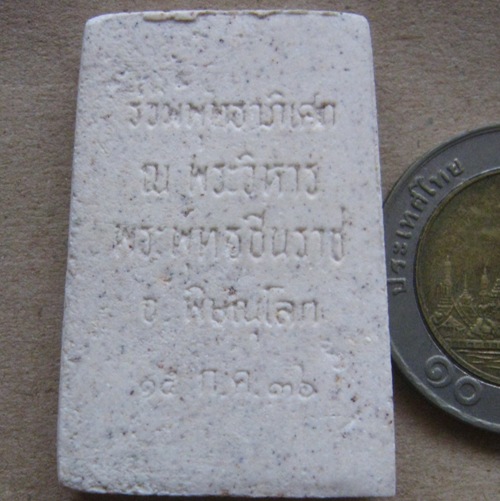 ร่วมพุทธาภิเศก
ณ พระวิหาร
พระพุทธชินราช
จ. พิษณุโลก
๑๕ ก.ค. ๓๖
ประเทศไทย
๑๐